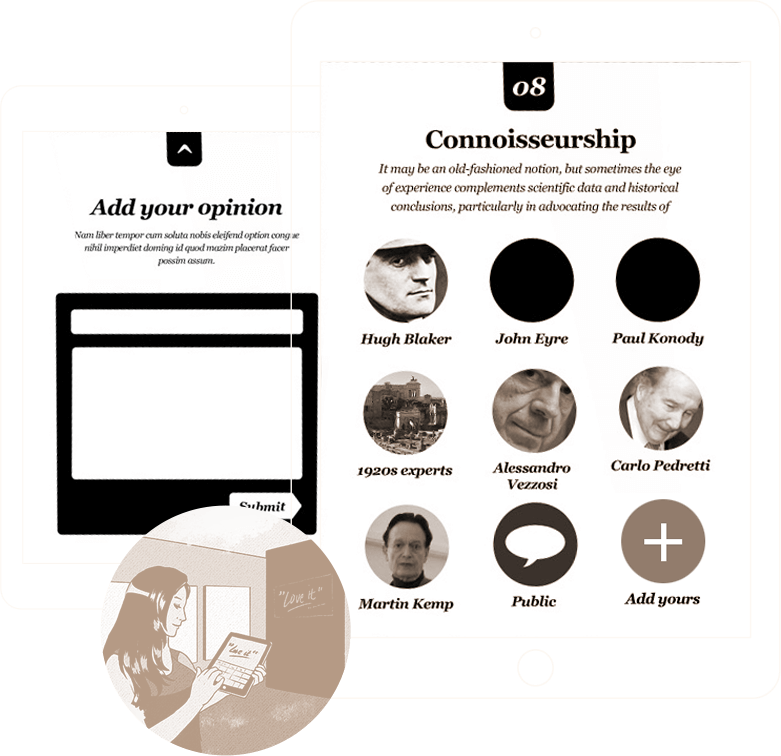 Add your opinion
Nam liber tempor cum soluta nobis eleifend option congue
nihil imperdiet doming id quod mazim placerat facer
possim assum.
Submit
08
Connoisseurship
It may be an old-fashioned notion, but sometimes the eye
of experience complements scientific data and historical
conclusions, particularly in advocating the results of
Hugh Blaker
John Eyre
Paul Konody
1920s experts
Alessandro
Vezzosi
Carlo Pedretti
Martin Kemp
Public
Add yours
"Love it"
"Love it"